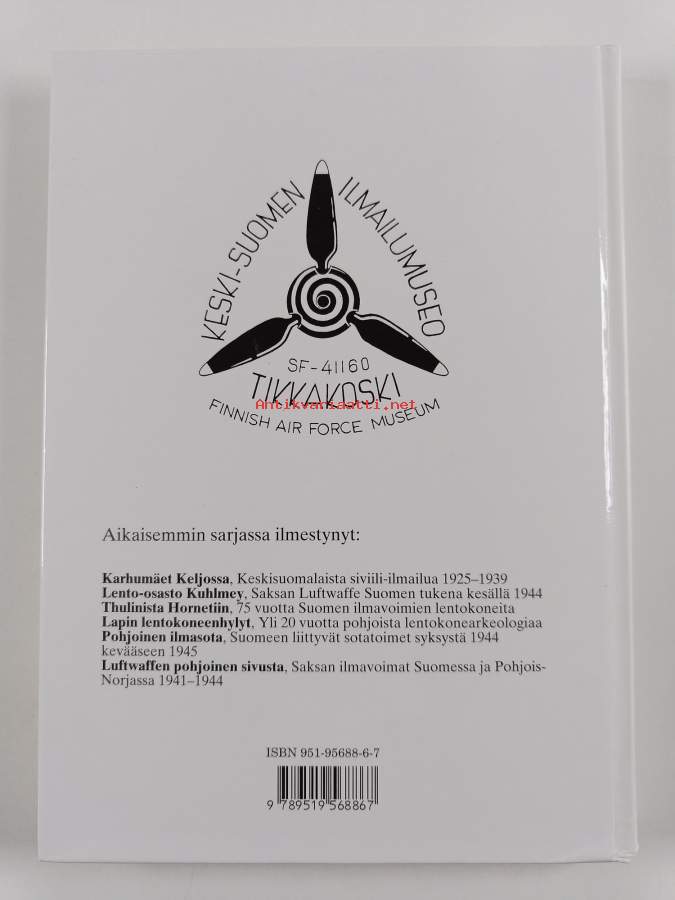 KESKI-SUOMEN ILMAILUMUSEO
SF-41160
TIKKAKOSKI
Antikvariaatti.net
FINNISH AIR FORCE MUSEUM
Aikaisemmin sarjassa ilmestynyt:
Karhumäet Keljossa, Keskisuomalaista siviili-ilmailua 1925–1939
Lento-osasto Kuhlmey, Saksan Luftwaffe Suomen tukena kesällä 1944
Thulinista Hornetiin, 75 vuotta Suomen ilmavoimien lentokoneita
Lapin lentokoneenhylyt, Yli 20 vuotta pohjoista lentokonearkeologiaa
Pohjoinen ilmasota, Suomeen liittyvät sotatoimet syksystä 1944
kevääseen 1945
Luftwaffen pohjoinen sivusta, Saksan ilmavoimat Suomessa ja Pohjois-
Norjassa 1941–1944
ISBN 951-95688-6-7
9 789519 568867